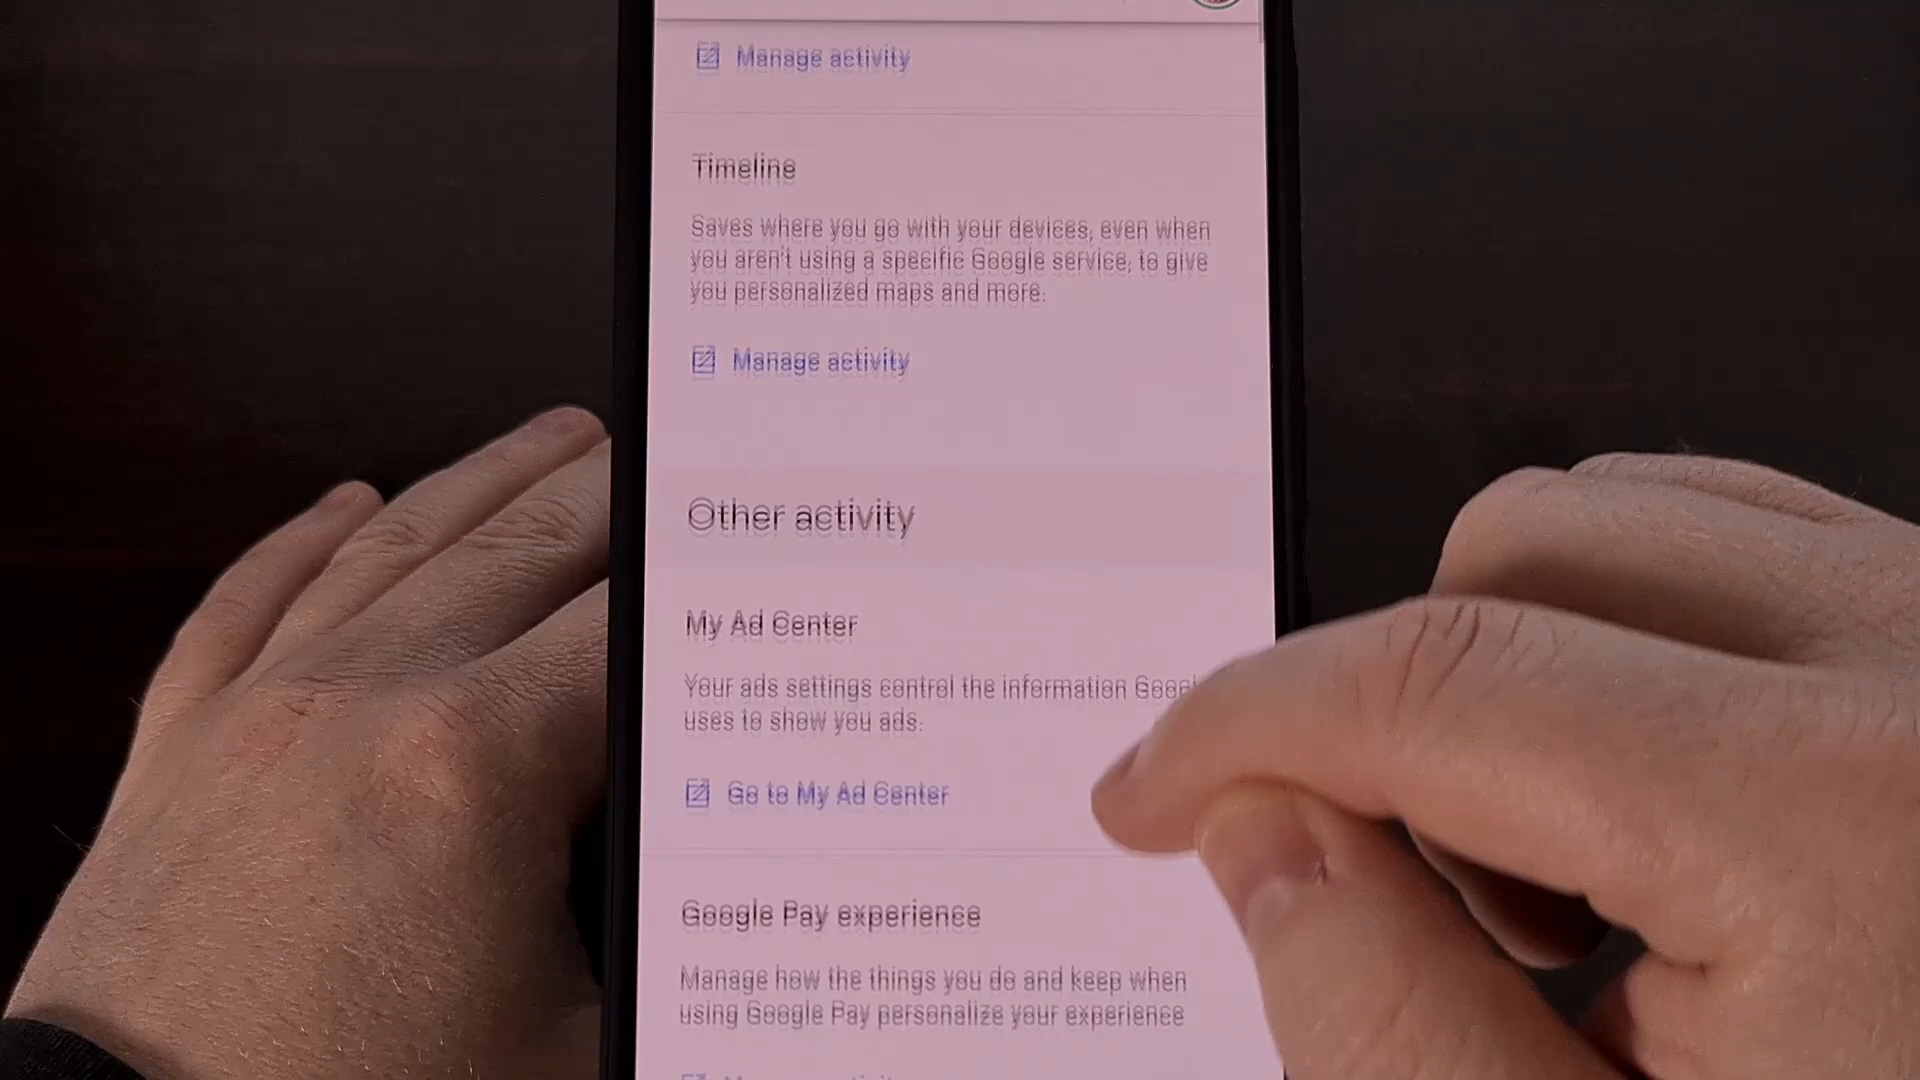 Manage activity
Timeline
Saves where you go with your devices, even when
you aren't using a specific Google service, to give
you personalized maps and more.
Manage activity
Other activity
My Ad Center
Your ads settings control the information
uses to show you ads.
Go to My Ad Center
Google Pay experience
Manage how the things you do and keep when
using Google Pay personalize your experience